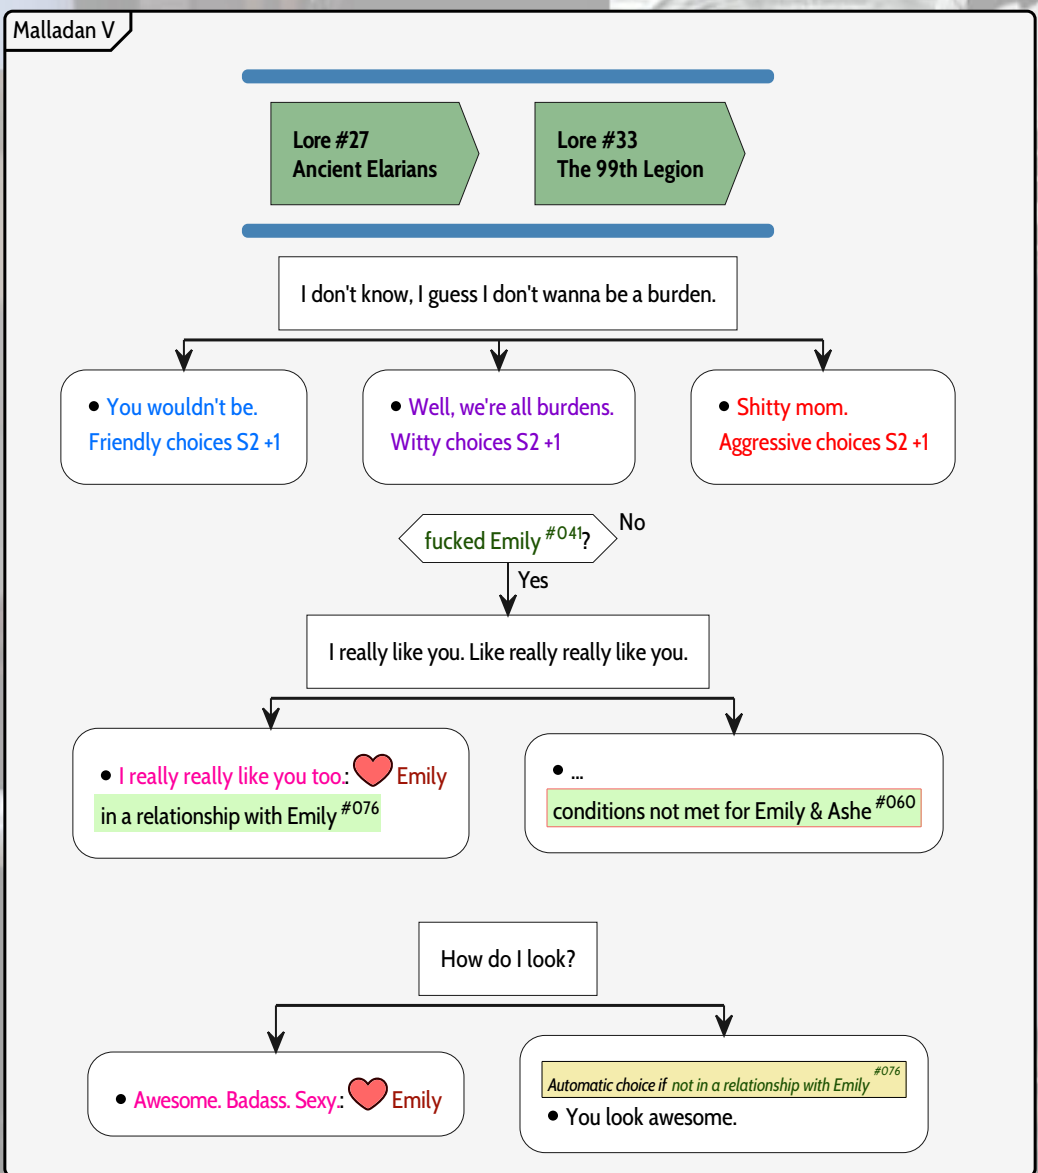 Malladan V
Lore #27
Ancient Elarians
Lore #33
The 99th Legion
I don't know, I guess I don't wanna be a burden.
• You wouldn't be.
Friendly choices S2 +1
• Well, we're all burdens.
Witty choices S2 +1
• Shitty mom.
Aggressive choices S2 +1
fucked Emily #041?
No
Yes
I really like you. Like really really like you.
• I really really like you too.: ❤ Emily
in a relationship with Emily #076
• ...
conditions not met for Emily & Ashe #060
How do I look?
• Awesome. Badass. Sexy.: ❤ Emily
Automatic choice if not in a relationship with Emily #076
• You look awesome.